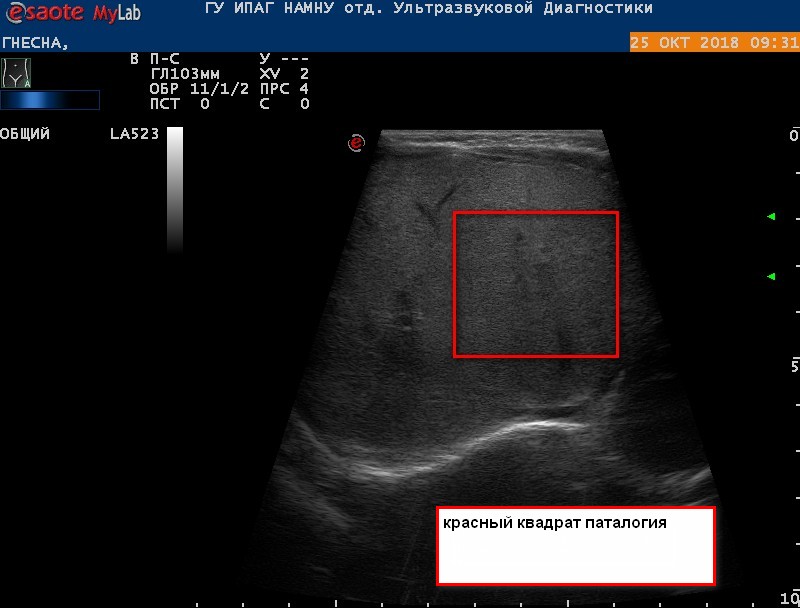 esaote MyLab
ГУ ИПАГ НАМНУ отд. Ультразвуковой Диагностики
ГНЕСНА,
25 ОКТ 2018 09:31
В П-С У ---
ГЛ103мм XV 2
ОБР 11/1/2 ПРС 4
ПСТ 0 С 0
A
ОБЩИЙ
LA523
e
0
5
красный квадрат паталогия
10